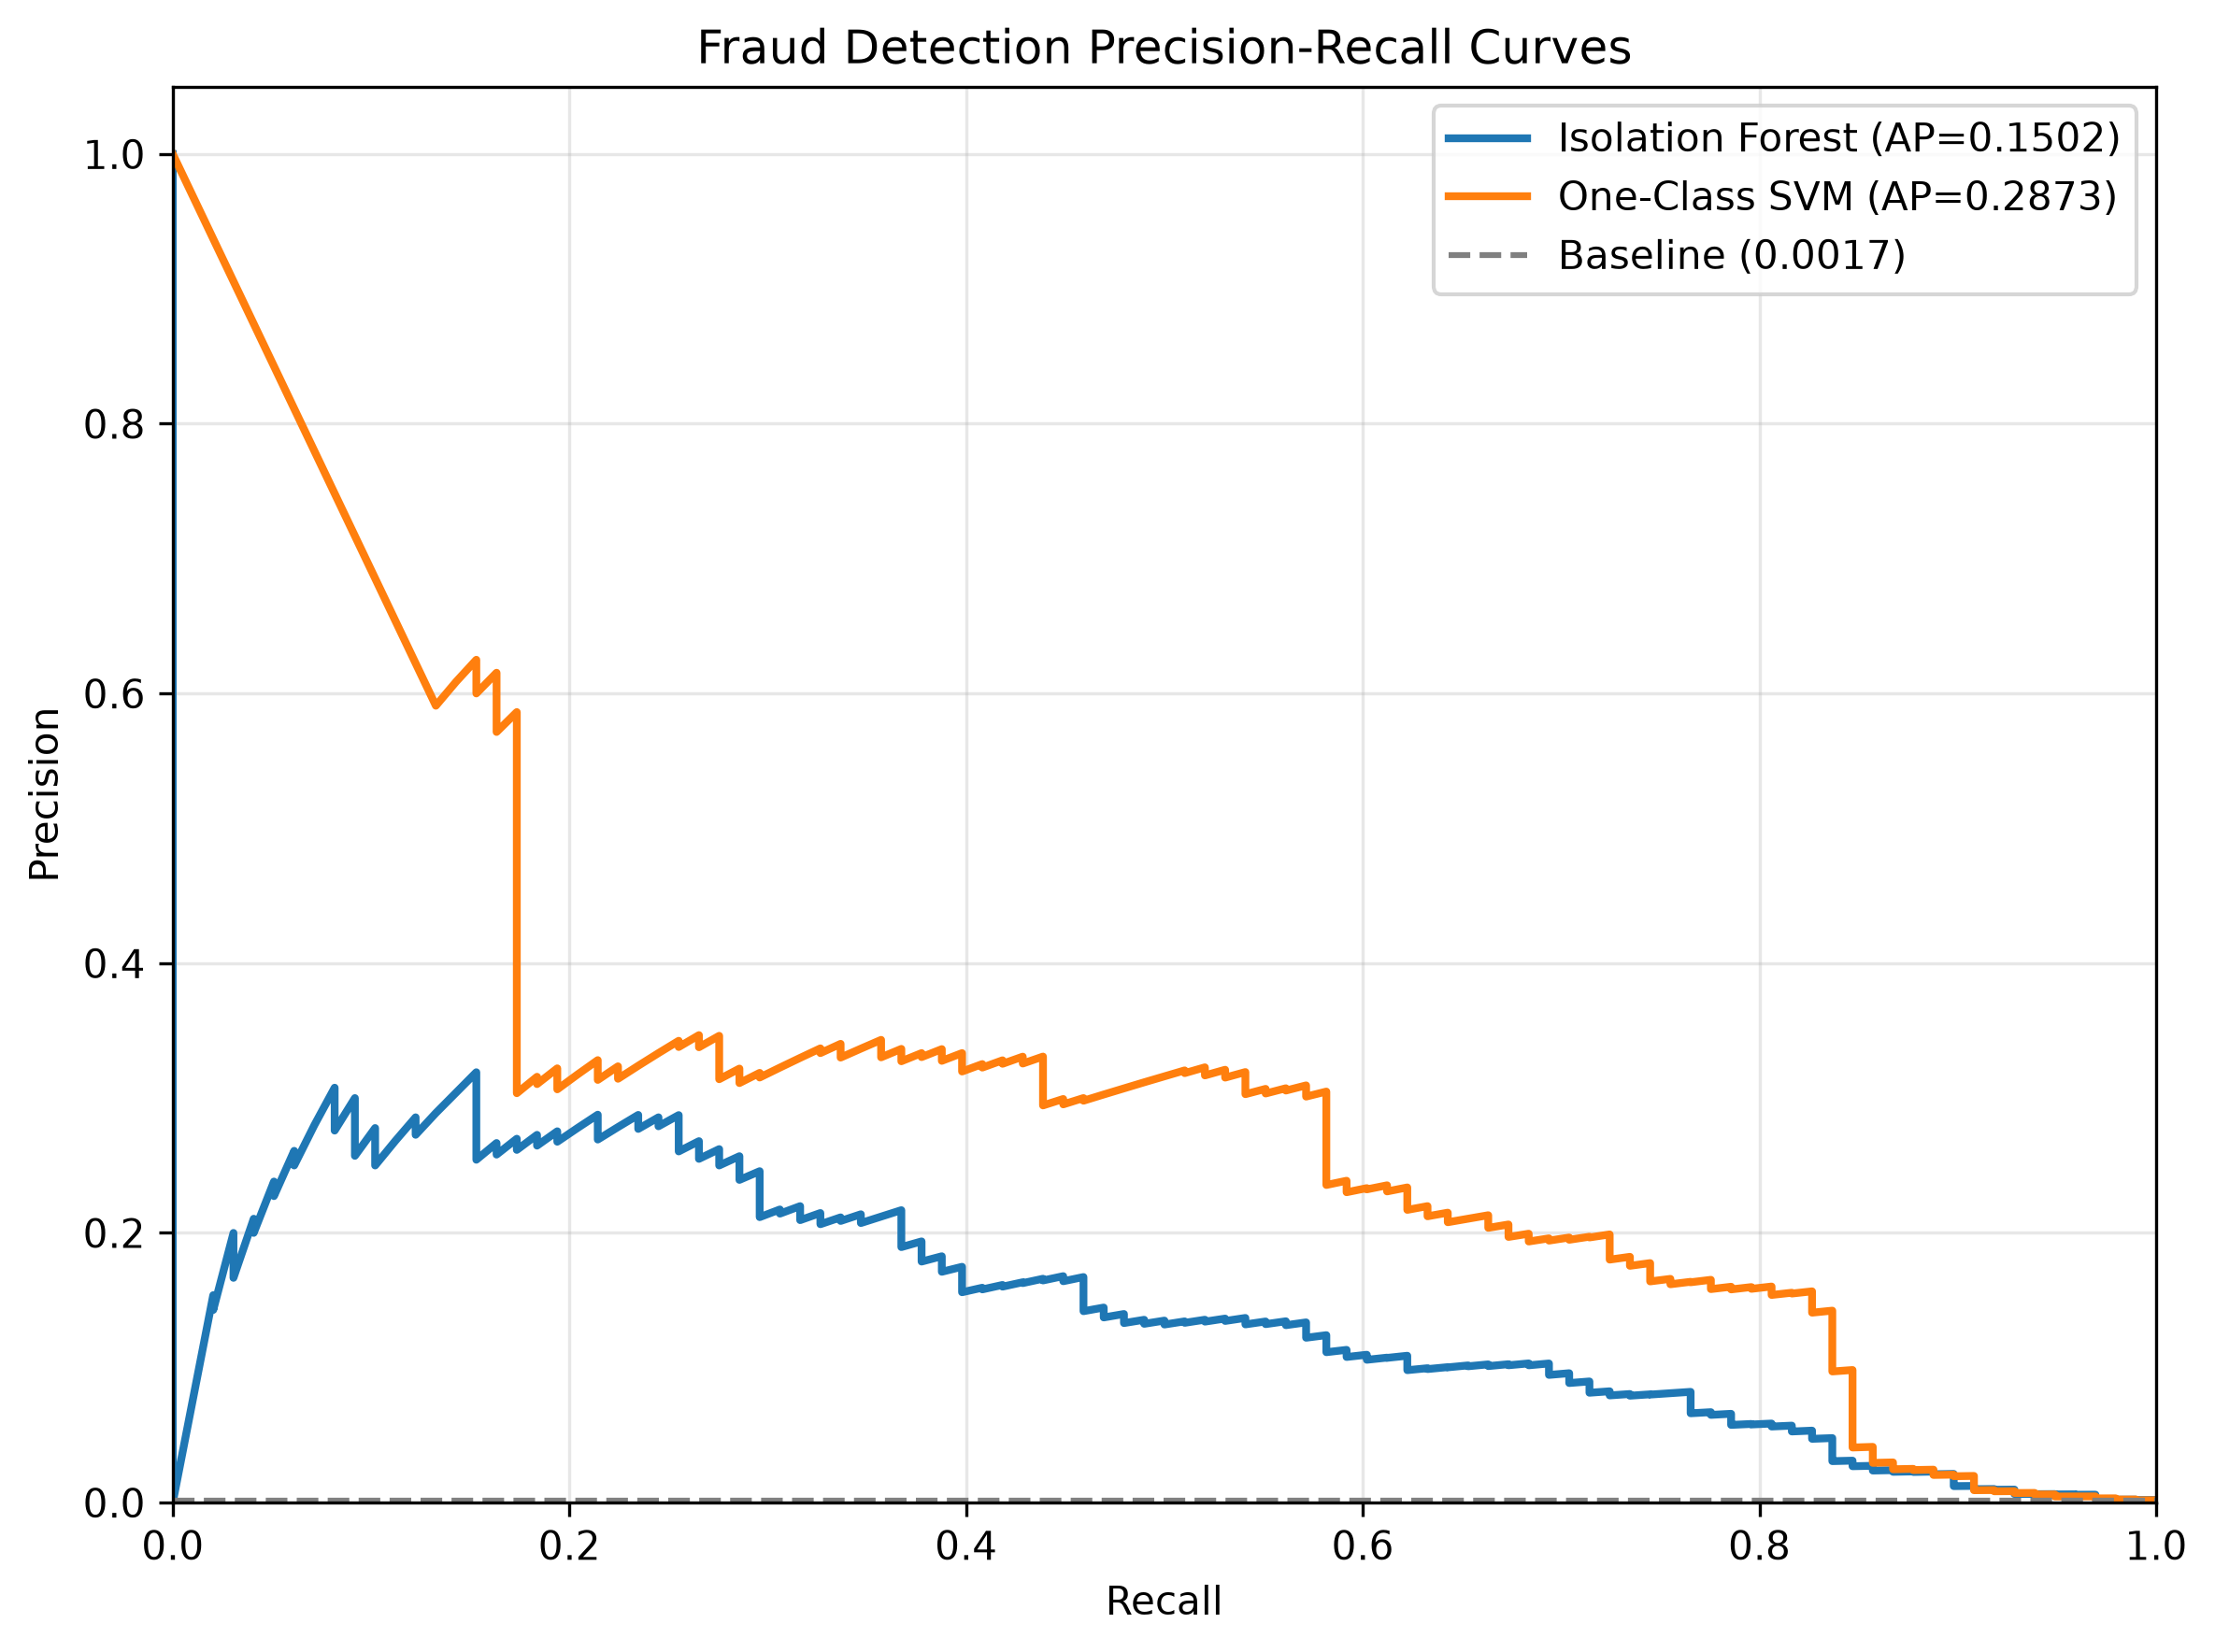 Fraud Detection Precision-Recall Curves
Isolation Forest (AP=0.1502)
One-Class SVM (AP=0.2873)
Baseline (0.0017)
1.0
0.8
0.6
0.4
0.2
0.0
Precision
0.0 0.2 0.4 0.6 0.8 1.0
Recall